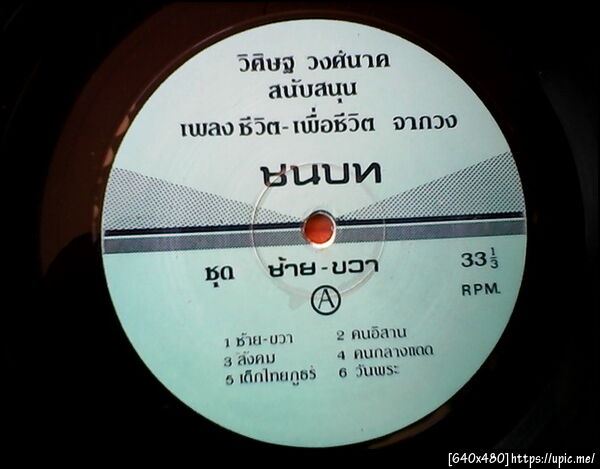 วิศิษฐ วงศ์นาค
สนับสนุน
เพลงชีวิต-เพื่อชีวิต จากวง
ชนบท
ชุด ซ้าย-ขวา
33 1/3
RPM.
A
1 ซ้าย-ขวา 2 คนอิสาน
3 สังคม 4 คนกลางแดด
5 เด็กไทยภูธร 6 วันพระ
[640x480]https://upic.me/